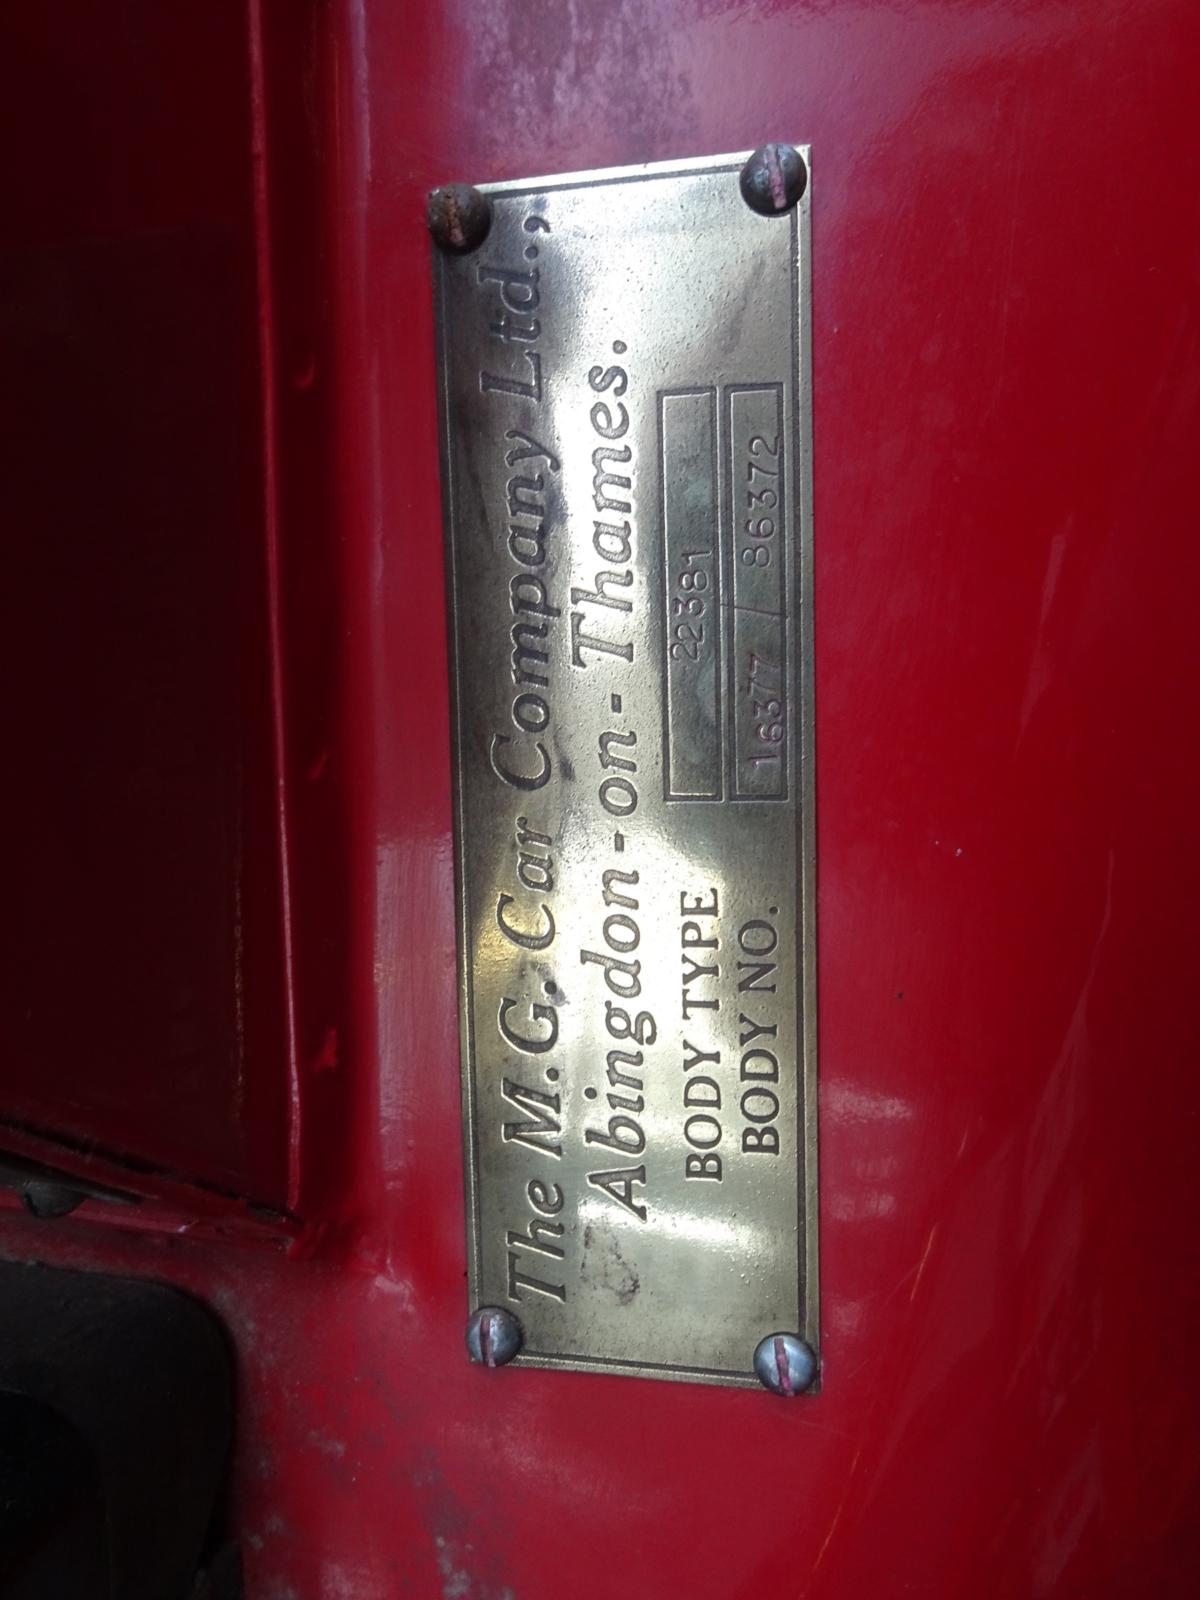 The M.G. Car Company Ltd.,
Abingdon-on-Thames.
BODY TYPE 22381
BODY NO. 16377 / 86372